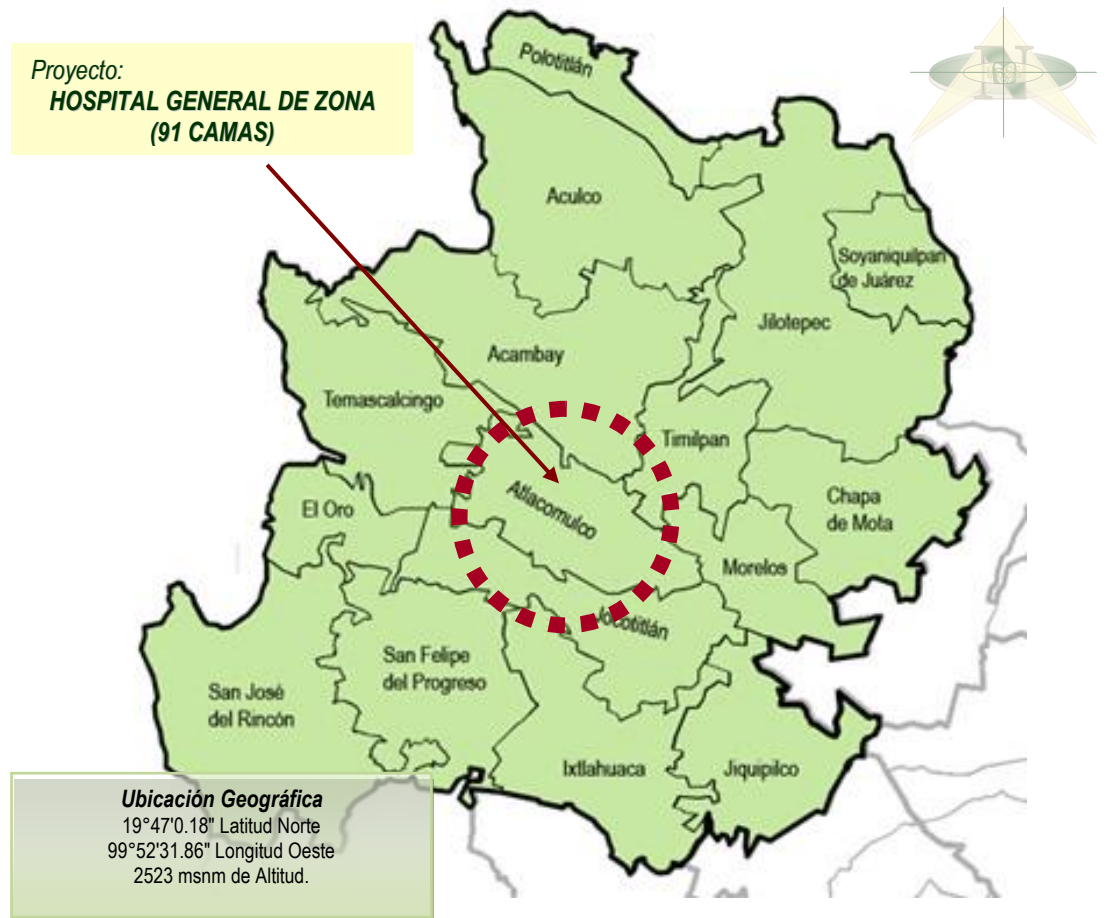 Proyecto:
HOSPITAL GENERAL DE ZONA
(91 CAMAS)
N
Polotitlán
Aculco
Soyaniquilpan
de Juárez
Jilotepec
Acambay
Temascalcingo
Timilpan
Atlacomulco
El Oro
Chapa
de Mota
Morelos
Jocotitlán
San Felipe
del Progreso
San José
del Rincón
Ixtlahuaca
Jiquipilco
Ubicación Geográfica
19°47'0.18" Latitud Norte
99°52'31.86" Longitud Oeste
2523 msnm de Altitud.